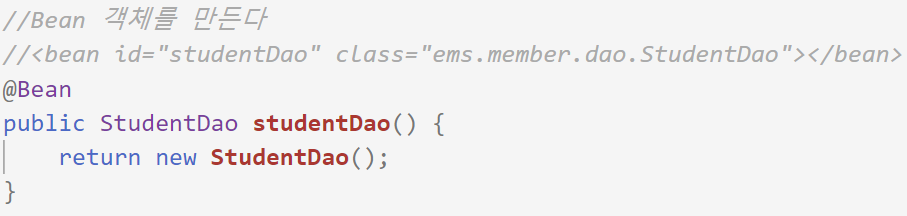 //Bean 객체를 만든다
//<bean id="studentDao" class="ems.member.dao.StudentDao"></bean>
@Bean
public StudentDao studentDao() {
    return new StudentDao();
}